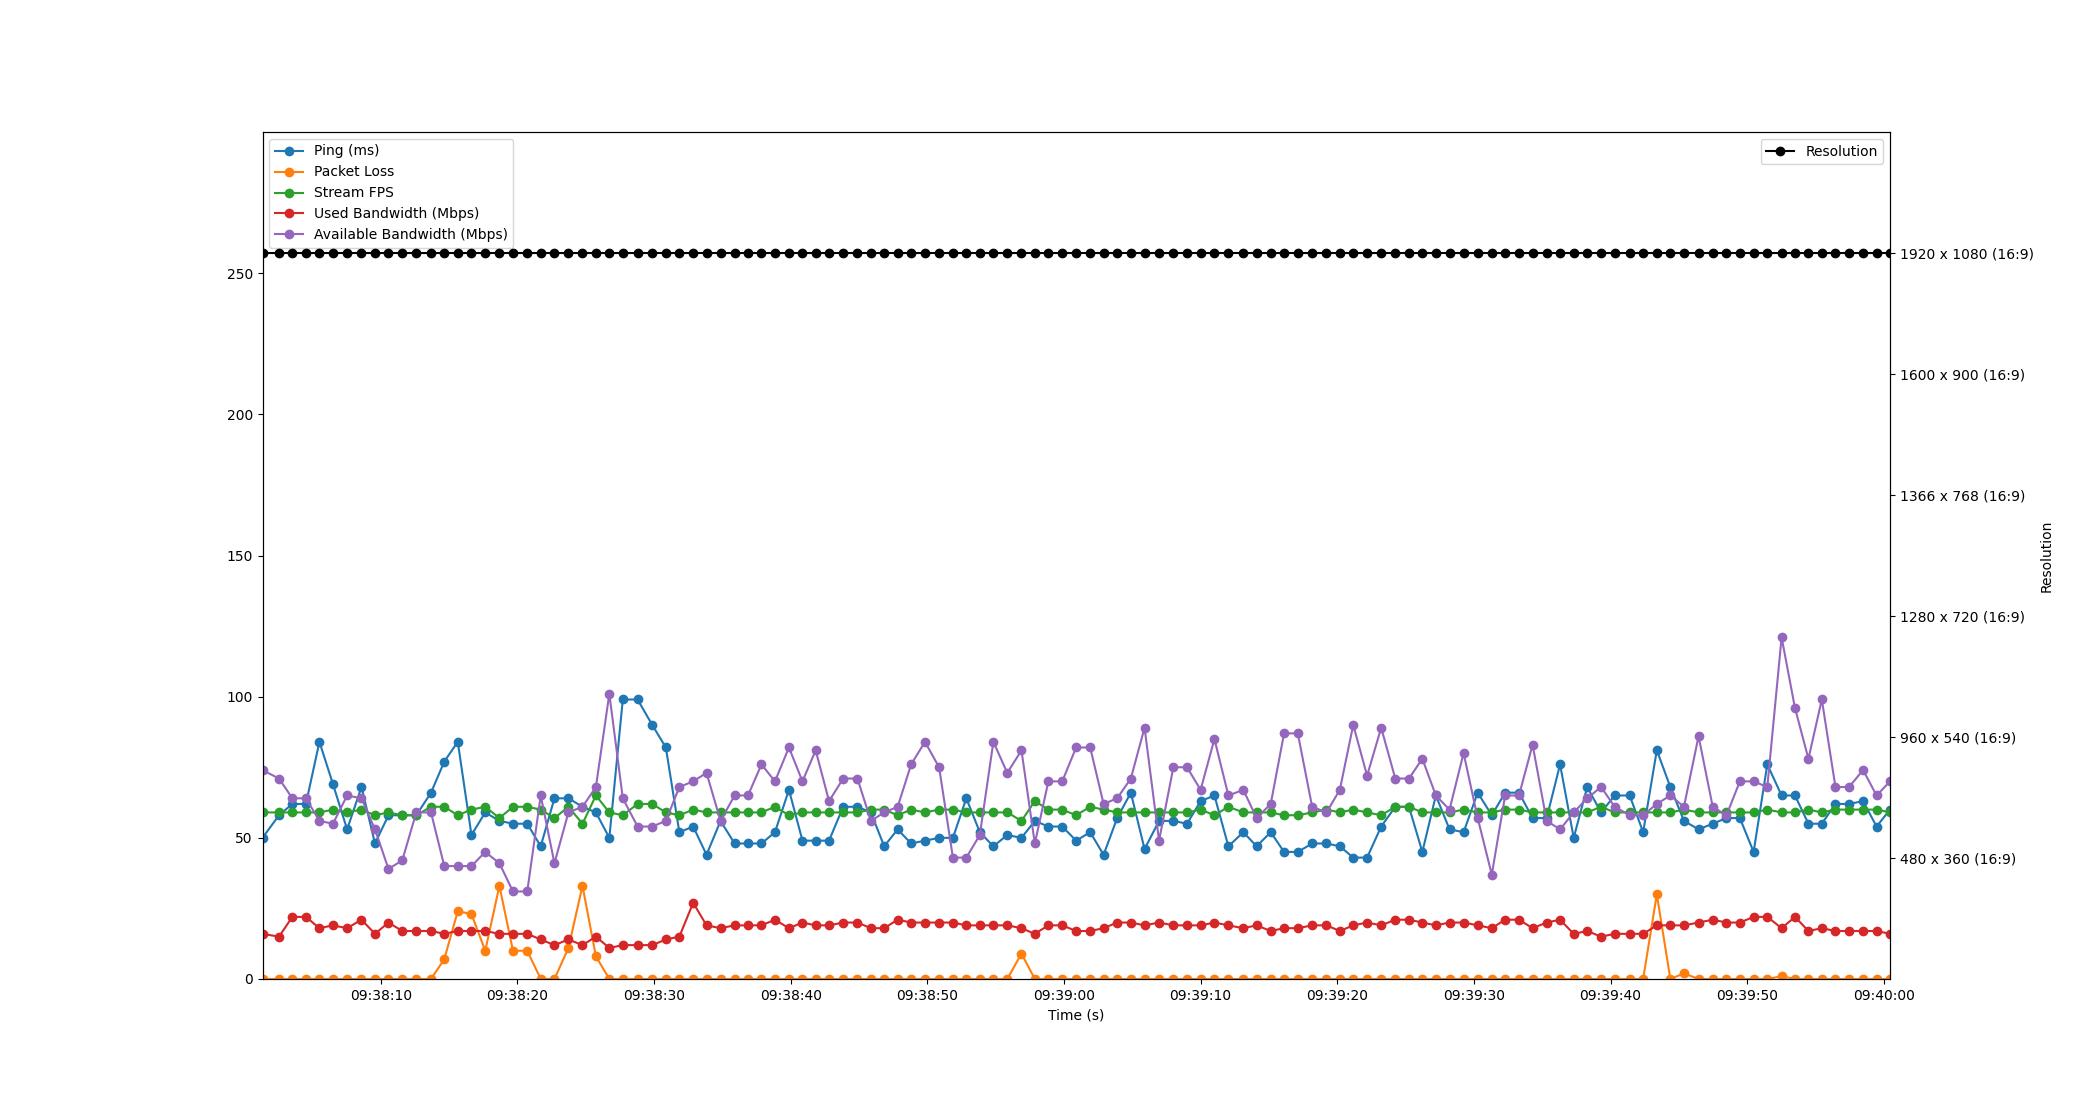 Ping (ms)
Packet Loss
Stream FPS
Used Bandwidth (Mbps)
Available Bandwidth (Mbps)
Resolution
250
200
150
100
50
0
1920 x 1080 (16:9)
1600 x 900 (16:9)
1366 x 768 (16:9)
1280 x 720 (16:9)
960 x 540 (16:9)
480 x 360 (16:9)
Resolution
09:38:10 09:38:20 09:38:30 09:38:40 09:38:50 09:39:00 09:39:10 09:39:20 09:39:30 09:39:40 09:39:50 09:40:00
Time (s)